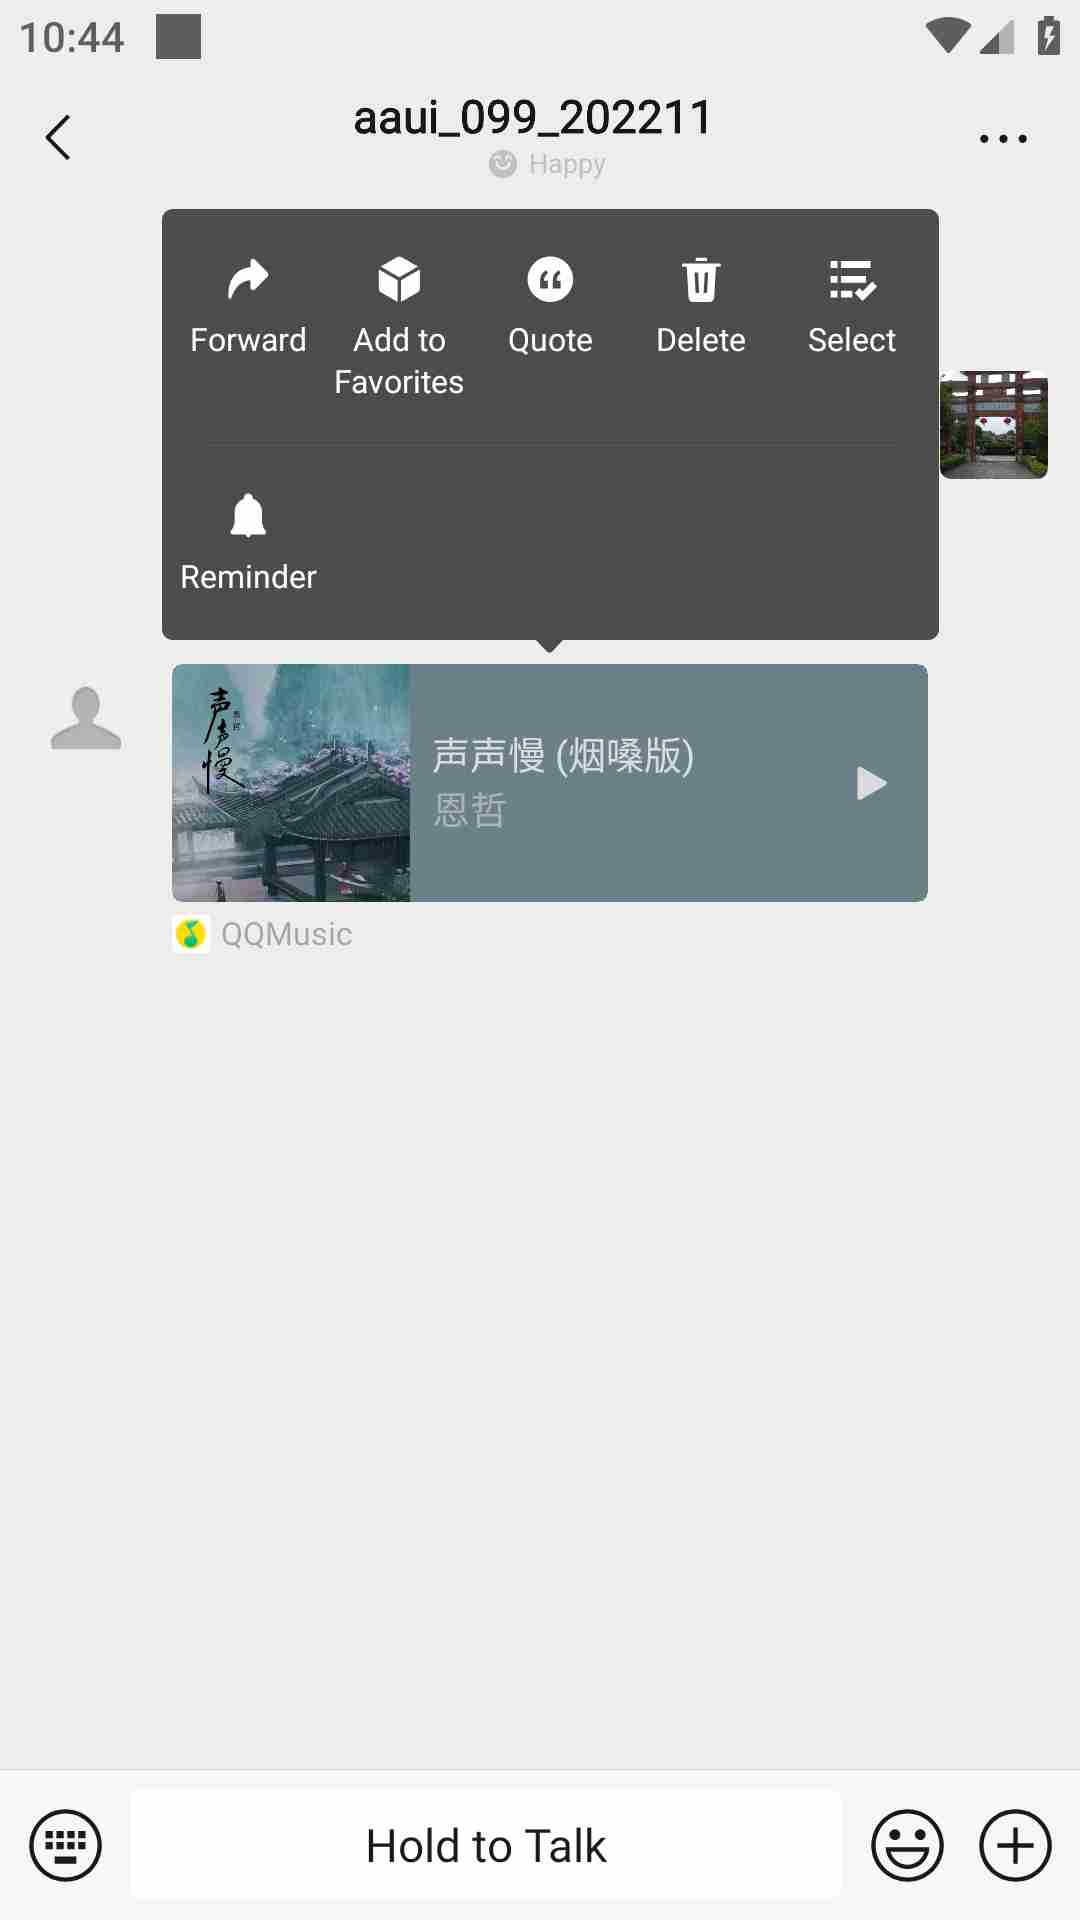 10:44
aaui_099_202211
Happy
Forward
Add to
Favorites
Quote
Delete
Select
Reminder
声声慢
声声慢 (烟嗓版)
恩哲
QQMusic
Hold to Talk